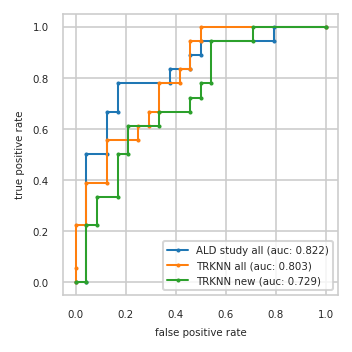 1.0
0.8
0.6
0.4
0.2
0.0
true positive rate
ALD study all (auc: 0.822)
TRKNN all (auc: 0.803)
TRKNN new (auc: 0.729)
0.0 0.2 0.4 0.6 0.8 1.0
false positive rate